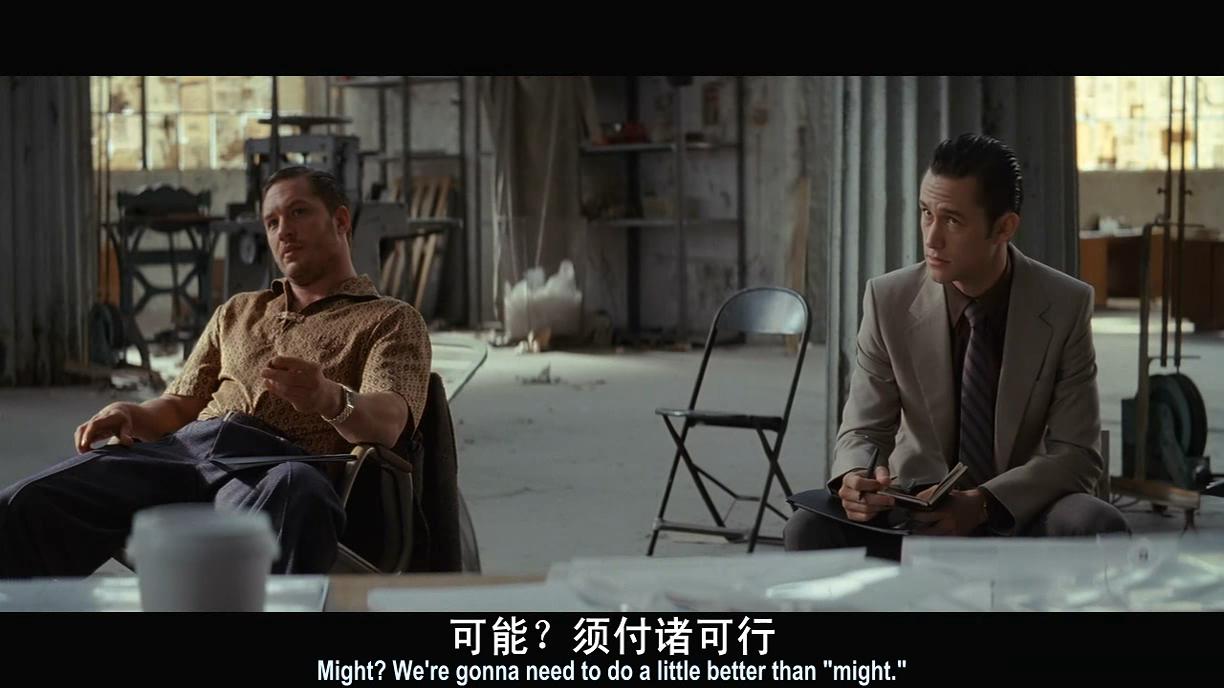 可能？须付诸可行
Might? We're gonna need to do a little better than "might."